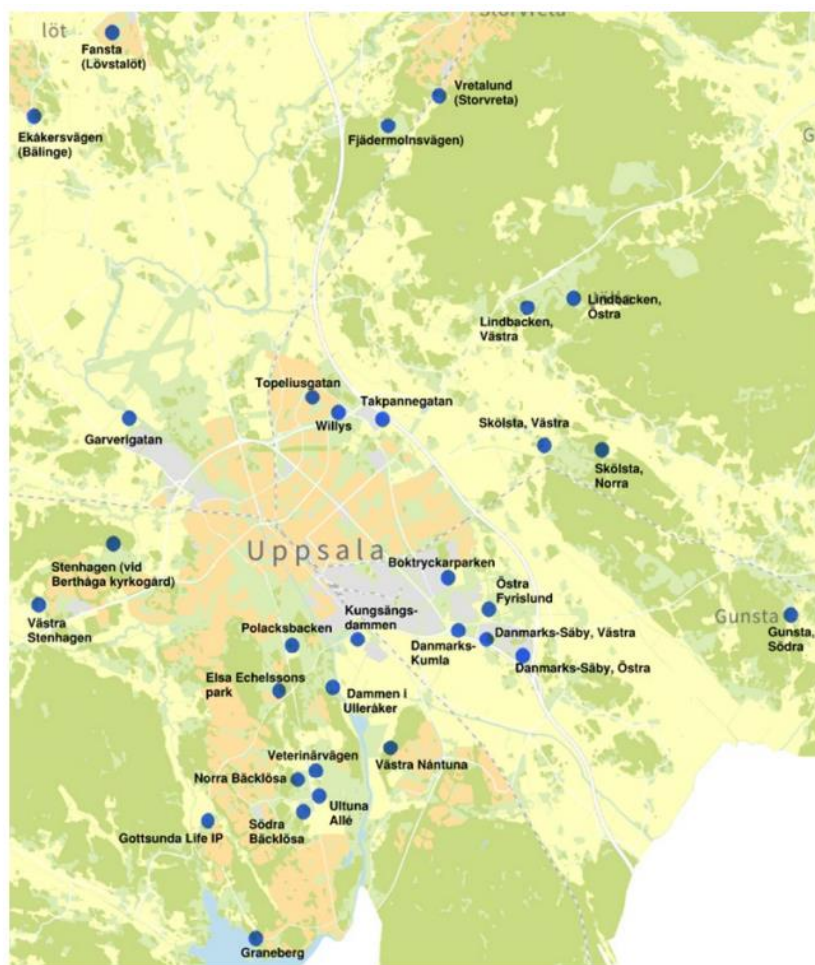 Storvreta
löt
Fansta
(Lövstalöt)
Vretalund
(Storvreta)
Ekåkersvägen
(Bälinge)
Fjädermolnsvägen)
G
Lindbacken,
Östra
Lindbacken,
Västra
Topeliusgatan
Takpannegatan
Willys
Garverigatan
Skölsta, Västra
Skölsta,
Norra
Uppsala
Stenhagen (vid
Berthåga kyrkogård)
Boktryckarparken
Östra
Fyrislund
Västra
Stenhagen
Kungsängs-
dammen
Polacksbacken
Danmarks-
Kumla
Danmarks-Säby, Västra
Gunsta
Gunsta,
Södra
Danmarks-Säby, Östra
Elsa Echelssons
park
Dammen i
Ulleråker
Veterinärvägen
Västra Nåntuna
Norra Bäcklösa
Ultuna
Allé
Södra
Bäcklösa
Gottsunda Life IP
Graneberg